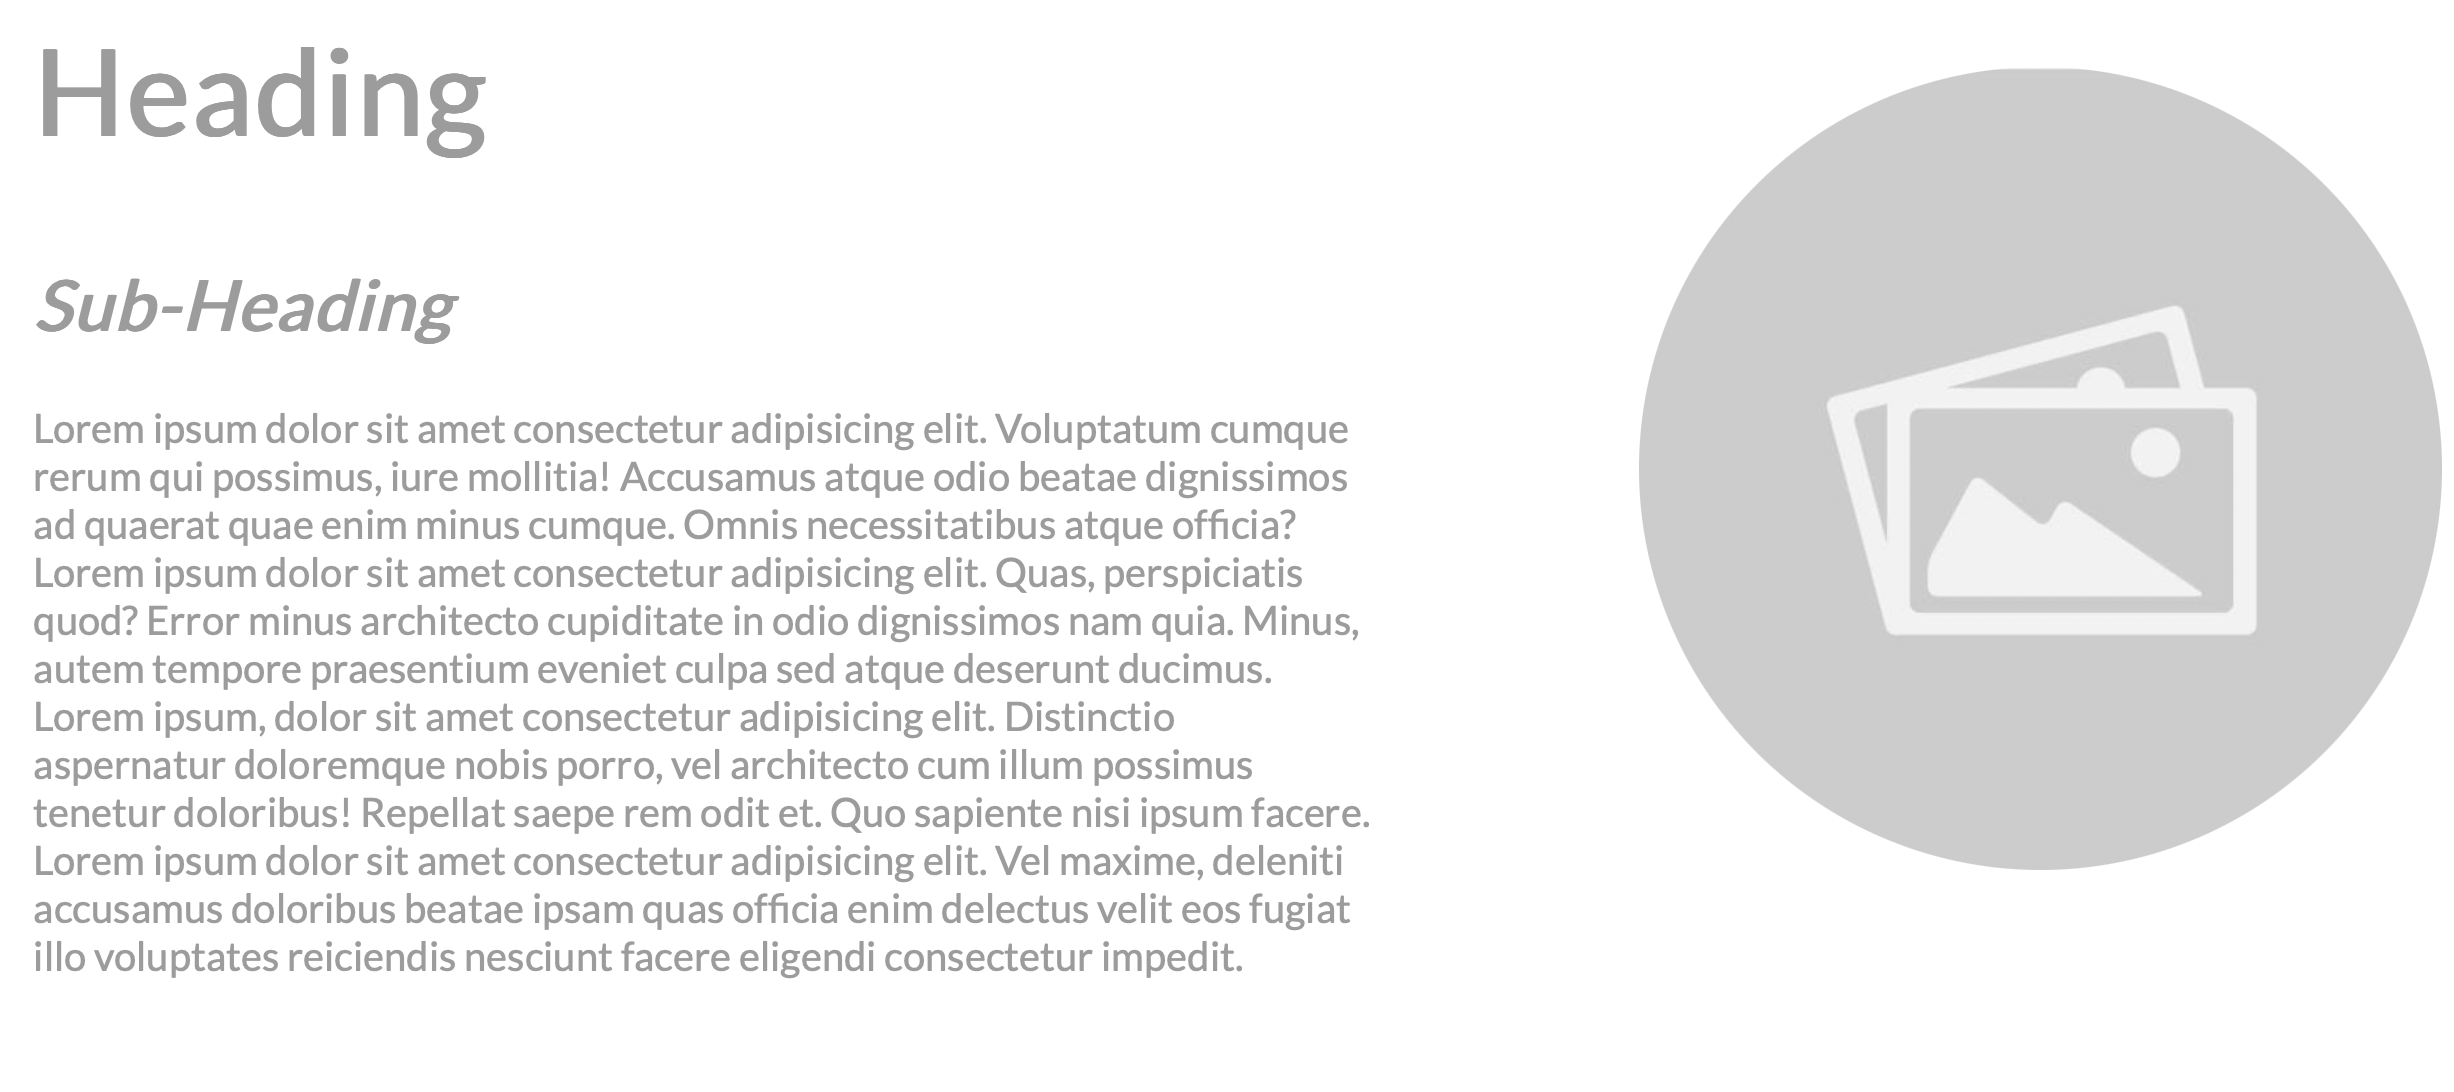 Heading
Sub-Heading
Lorem ipsum dolor sit amet consectetur adipisicing elit. Voluptatum cumque
rerum qui possimus, iure mollitia! Accusamus atque odio beatae dignissimos
ad quaerat quae enim minus cumque. Omnis necessitatibus atque officia?
Lorem ipsum dolor sit amet consectetur adipisicing elit. Quas, perspiciatis
quod? Error minus architecto cupiditate in odio dignissimos nam quia. Minus,
autem tempore praesentium eveniet culpa sed atque deserunt ducimus.
Lorem ipsum, dolor sit amet consectetur adipisicing elit. Distinctio
aspernatur doloremque nobis porro, vel architecto cum illum possimus
tenetur doloribus! Repellat saepe rem odit et. Quo sapiente nisi ipsum facere.
Lorem ipsum dolor sit amet consectetur adipisicing elit. Vel maxime, deleniti
accusamus doloribus beatae ipsam quas officia enim delectus velit eos fugiat
illo voluptates reiciendis nesciunt facere eligendi consectetur impedit.